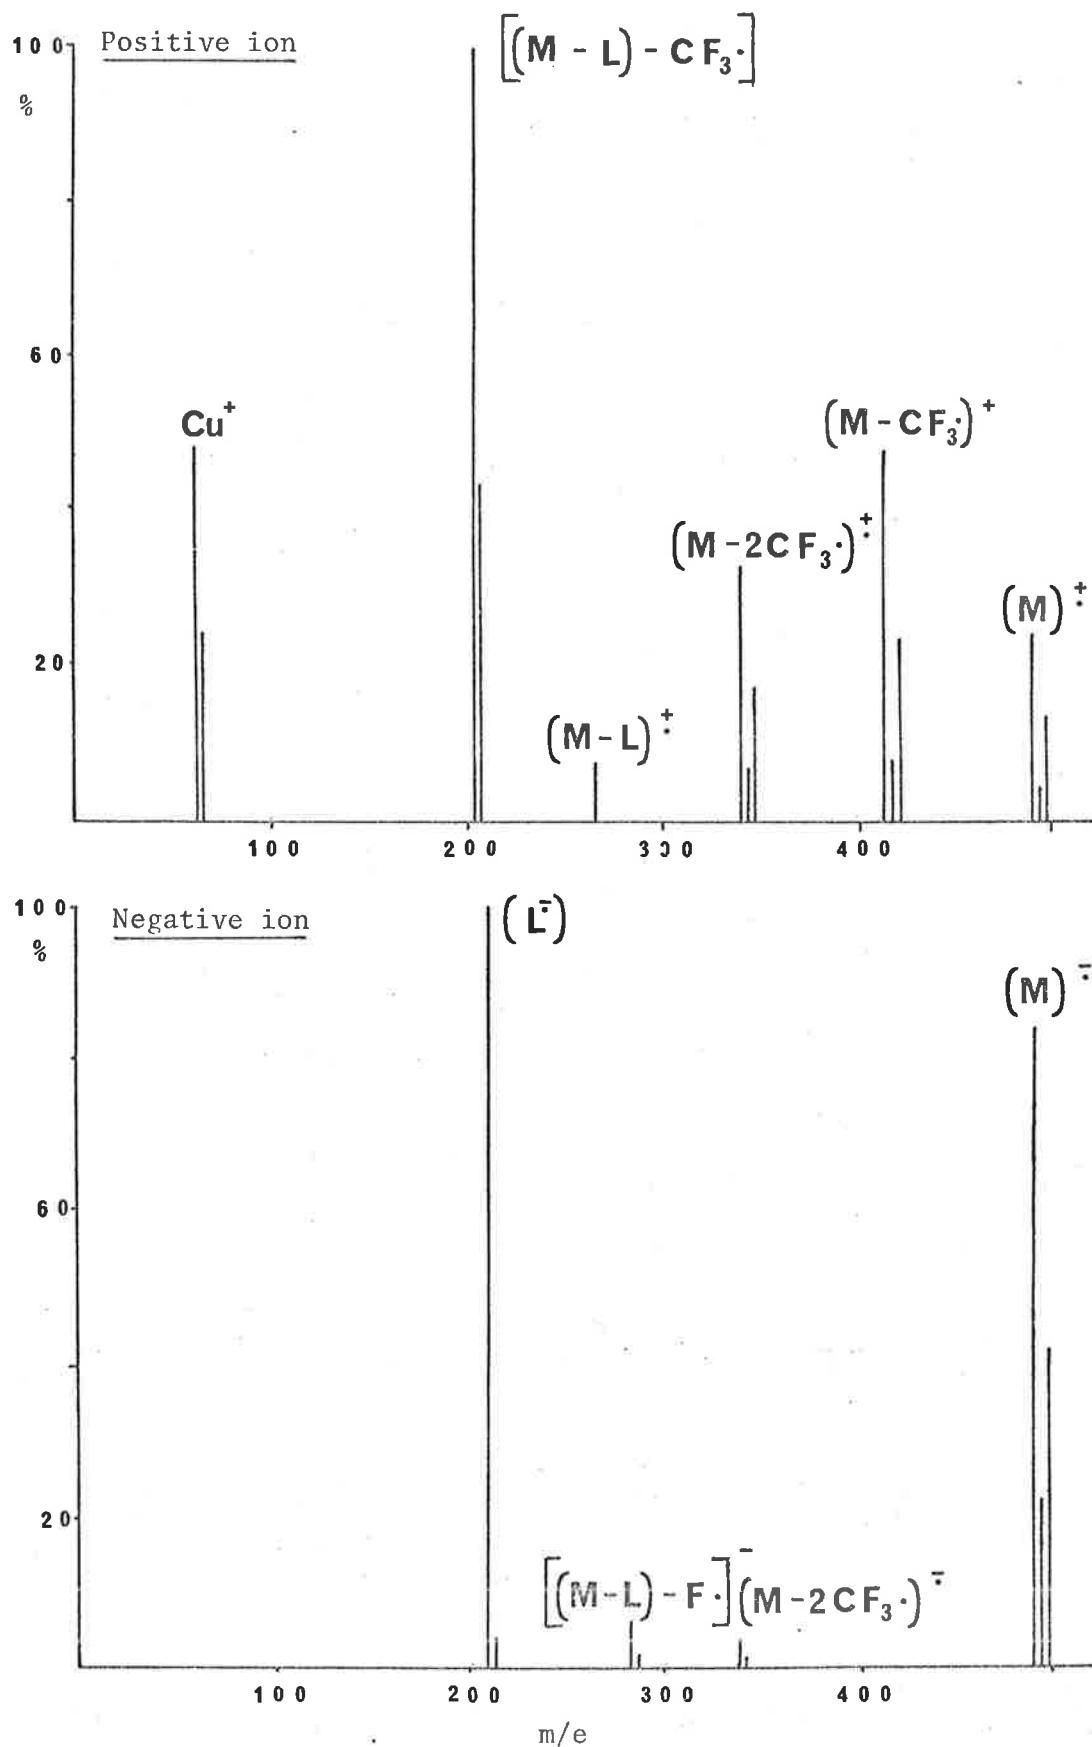 Positive ion
100
%
[(M - L) - CF₃·]
60
Cu⁺
(M - CF₃·)⁺
(M - 2CF₃·)⁺·
(M)⁺·
20
(M - L)⁺·
100
200
300
400
Negative ion
100
%
(L⁻·)
(M)⁻·
60
20
[(M-L) - F·]⁻
(M - 2CF₃·)⁻·
100
200
300
400
m/e